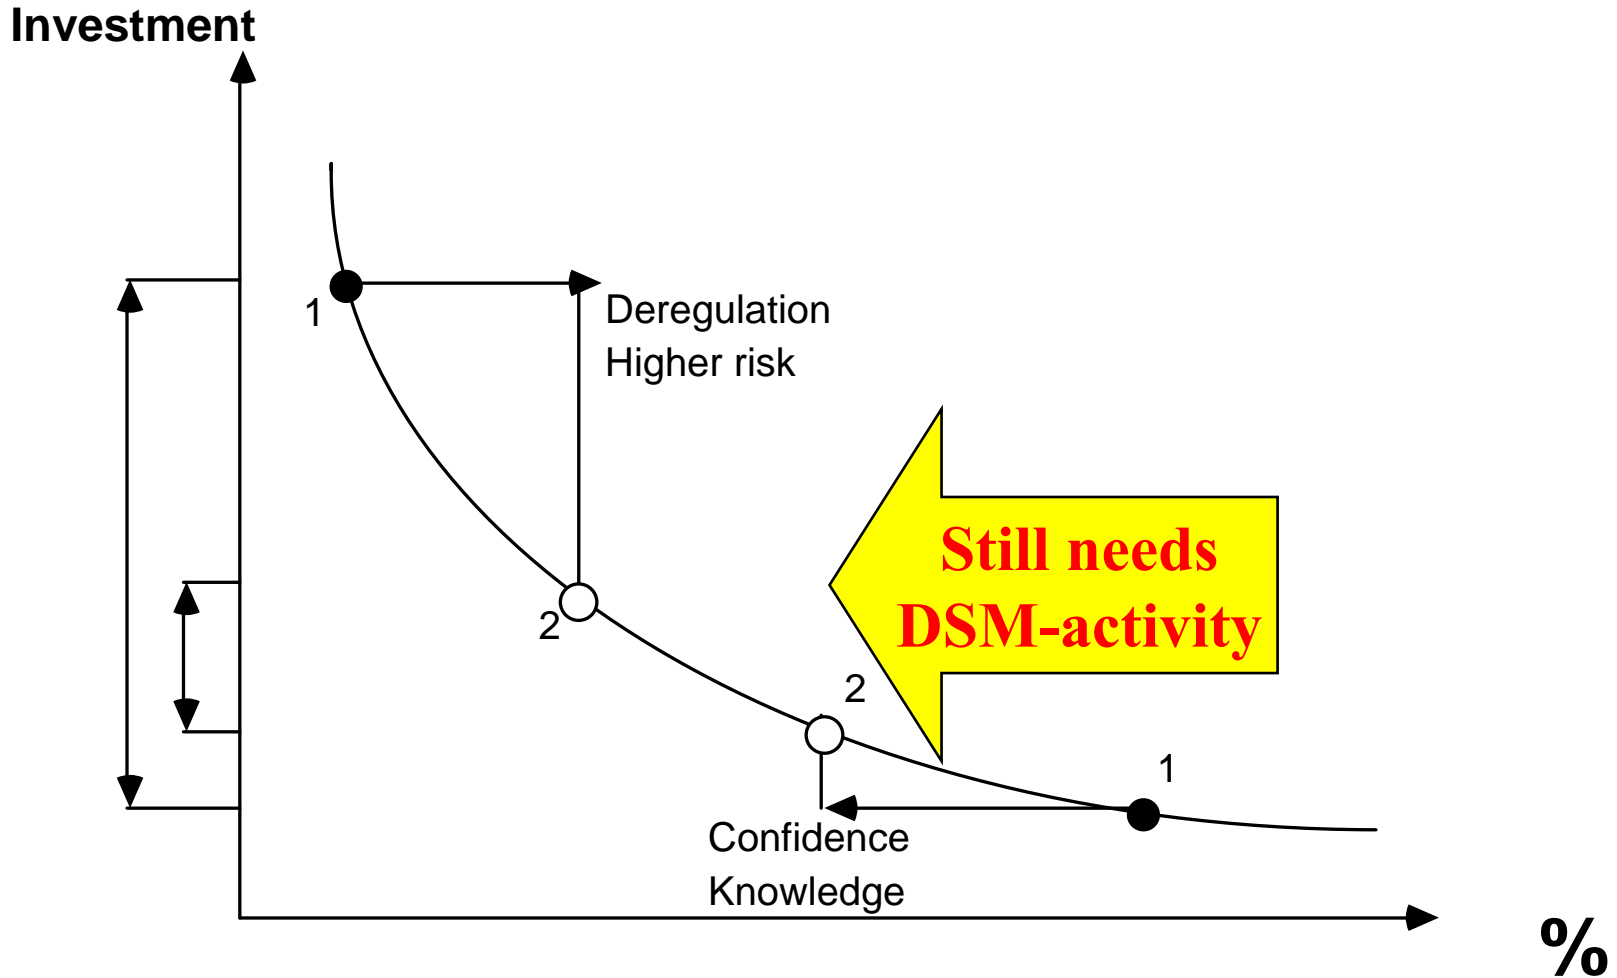 Investment
1
Deregulation
Higher risk
Still needs
DSM-activity
2
2
1
Confidence
Knowledge
%